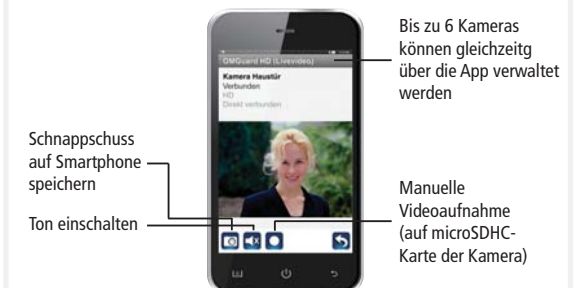 Bis zu 6 Kameras
können gleichzeitg
über die App verwaltet
werden
OMGuard HD (Livevideo)
Kamera Haustür
Verbunden
HD
Direkt verbunden
Schnappschuss
auf Smartphone
speichern
Ton einschalten
Manuelle
Videoaufnahme
(auf microSDHC-
Karte der Kamera)